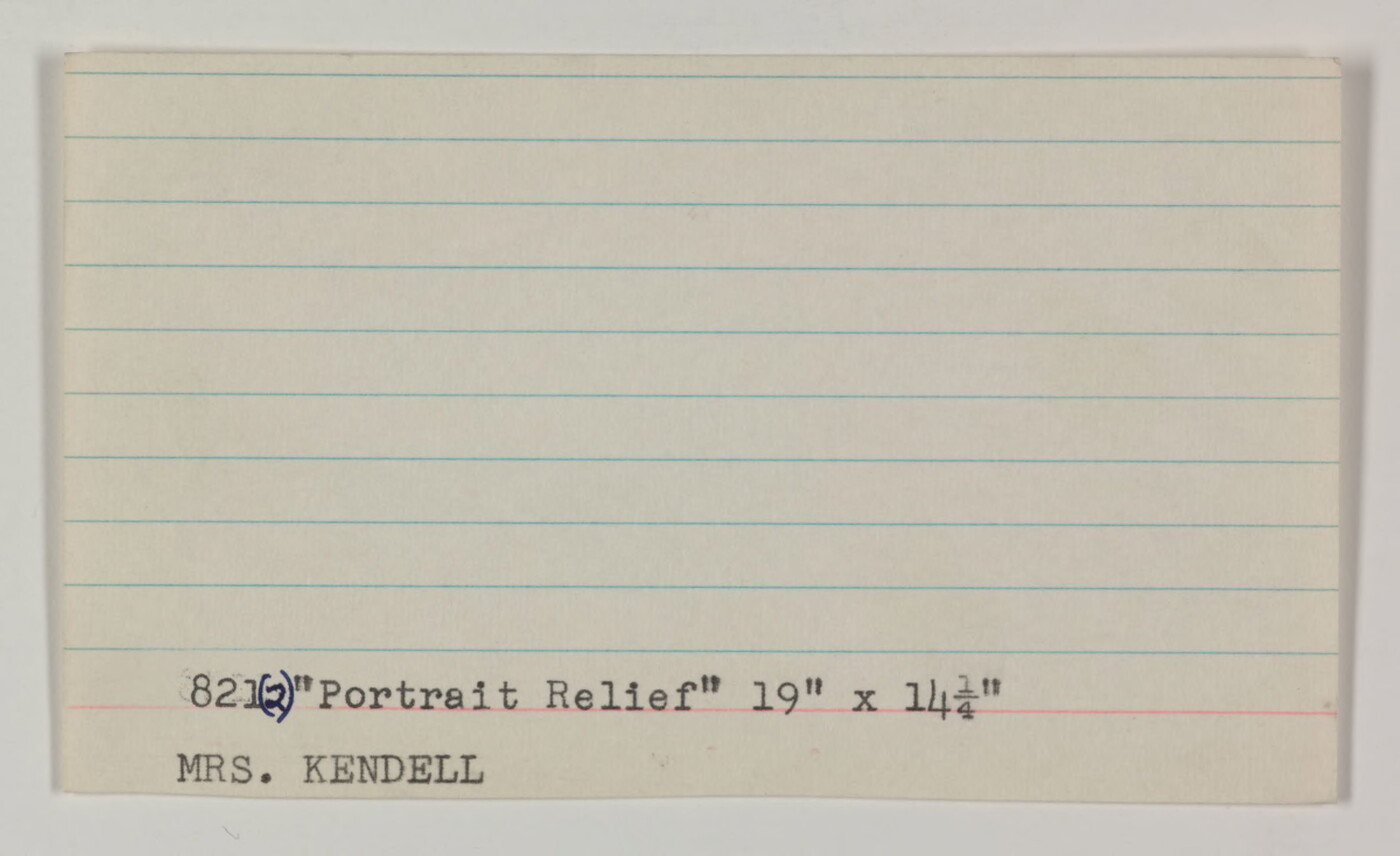 821(2)"Portrait Relief" 19" x 14¼"
MRS. KENDELL